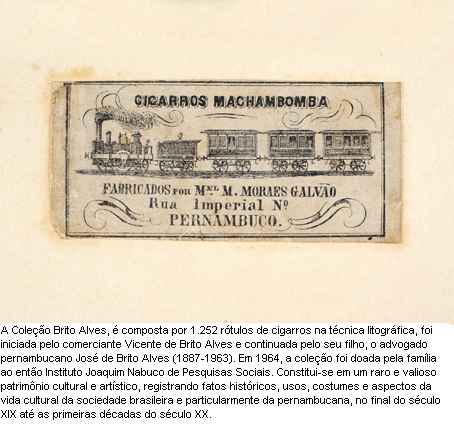 CIGARROS MACHAMBOMBA
FABRICADOS POR MEL M. MORAES GALVÃO
Rua Imperial Nº
PERNAMBUCO.
A Coleção Brito Alves, é composta por 1.252 rótulos de cigarros na técnica litográfica, foi
iniciada pelo comerciante Vicente de Brito Alves e continuada pelo seu filho, o advogado
pernambucano José de Brito Alves (1887-1963). Em 1964, a coleção foi doada pela família
ao então Instituto Joaquim Nabuco de Pesquisas Sociais. Constitui-se em um raro e valioso
patrimônio cultural e artístico, registrando fatos históricos, usos, costumes e aspectos da
vida cultural da sociedade brasileira e particularmente da pernambucana, no final do século
XIX até as primeiras décadas do século XX.